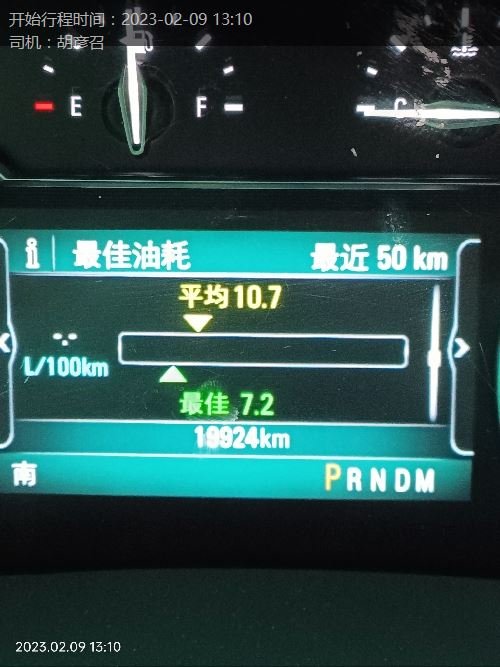 开始行程时间：2023-02-09 13:10
司机：胡彦召
E F C
i 最佳油耗 最近 50 km
平均 10.7
--.-
L/100km
最佳 7.2
19924km
南 PRNDM
2023.02.09 13:10